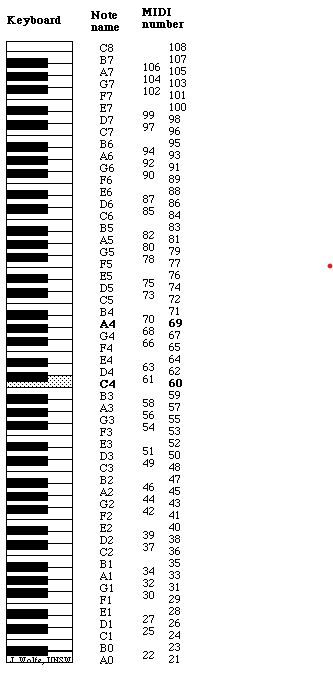 Keyboard Note name MIDI number
C8 108
B7 107
106
A7 105
104
G7 103
102
F7 101
E7 100
99
D7 98
97
C7 96
B6 95
94
A6 93
92
G6 91
90
F6 89
E6 88
87
D6 86
85
C6 84
B5 83
82
A5 81
80
G5 79
78
F5 77
E5 76
75
D5 74
73
C5 72
B4 71
70
A4 69
68
G4 67
66
F4 65
E4 64
63
D4 62
61
C4 60
B3 59
58
A3 57
56
G3 55
54
F3 53
E3 52
51
D3 50
49
C3 48
B2 47
46
A2 45
44
G2 43
42
F2 41
E2 40
39
D2 38
37
C2 36
B1 35
34
A1 33
32
G1 31
30
F1 29
E1 28
27
D1 26
25
C1 24
B0 23
22
A0 21
J. Wolfe, UNSW